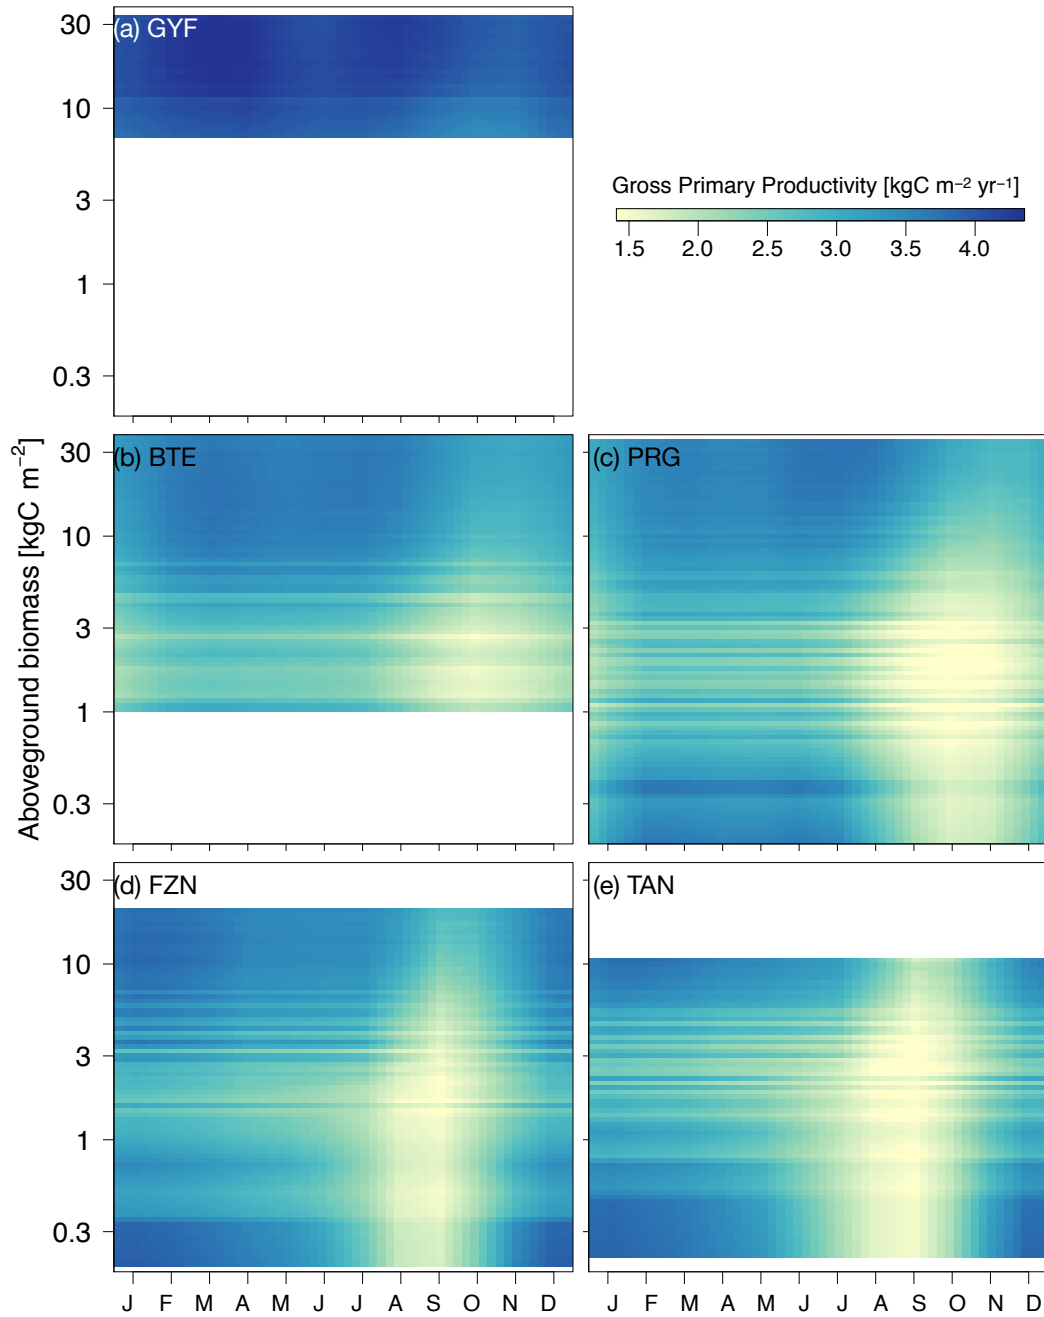 (a) GYF
30
10
3
1
0.3
Gross Primary Productivity [kgC m⁻² yr⁻¹]
1.5 2.0 2.5 3.0 3.5 4.0
Aboveground biomass [kgC m⁻²]
(b) BTE
30
10
3
1
0.3
(c) PRG
(d) FZN
30
10
3
1
0.3
(e) TAN
J F M A M J J A S O N D
J F M A M J J A S O N D